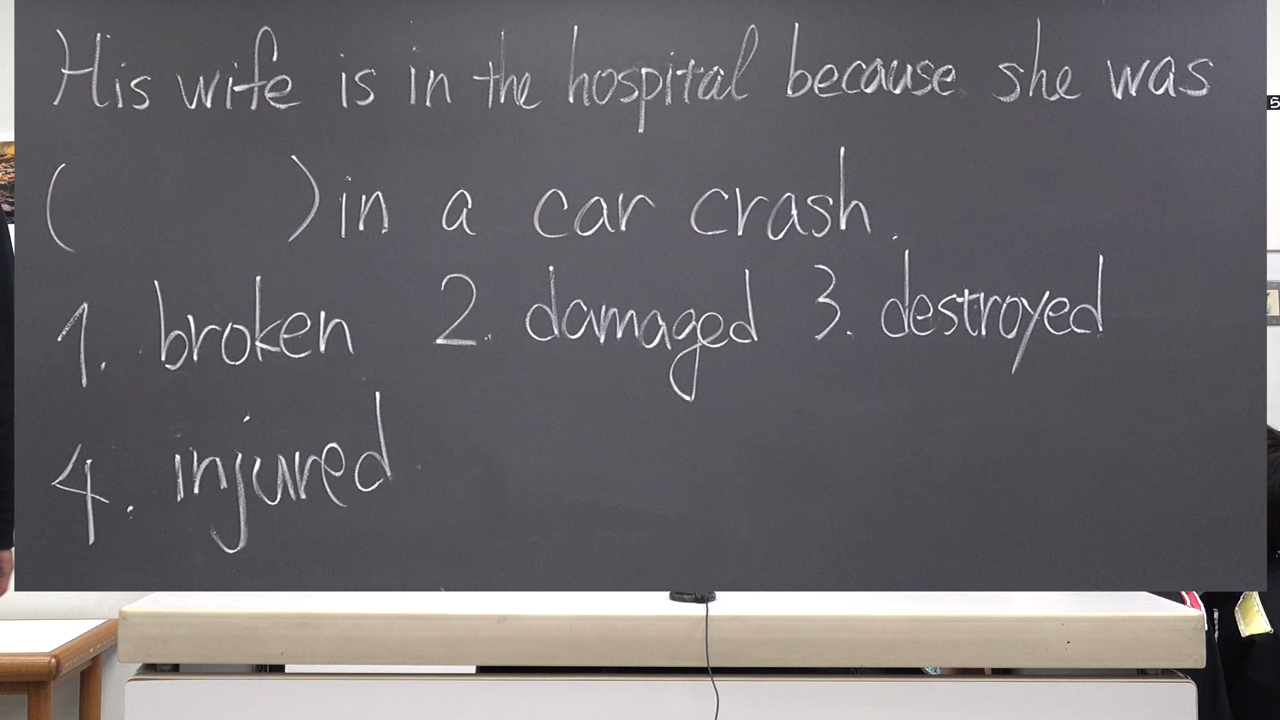 His wife is in the hospital because she was
(          ) in a car crash.
1. broken 2. damaged 3. destroyed
4. injured
5